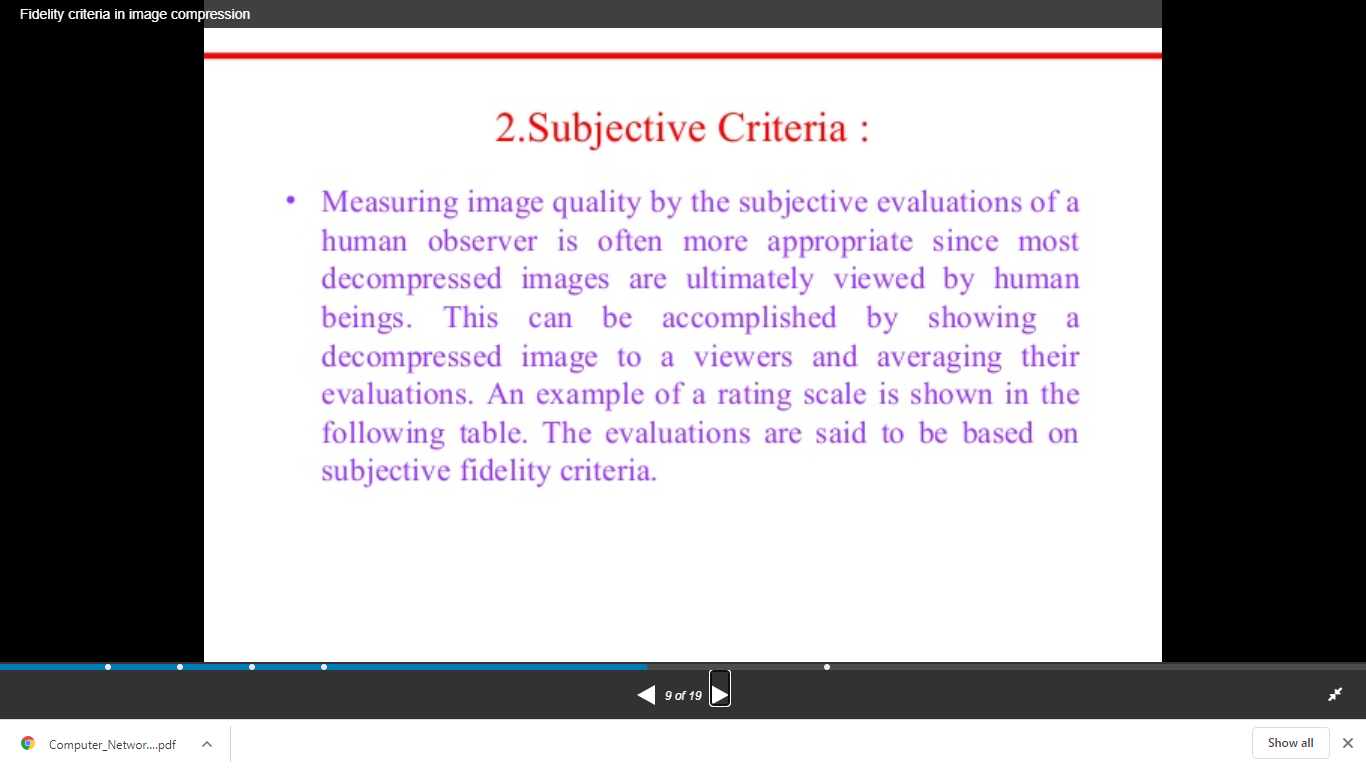 Fidelity criteria in image compression
2.Subjective Criteria :
• Measuring image quality by the subjective evaluations of a
human observer is often more appropriate since most
decompressed images are ultimately viewed by human
beings. This can be accomplished by showing a
decompressed image to a viewers and averaging their
evaluations. An example of a rating scale is shown in the
following table. The evaluations are said to be based on
subjective fidelity criteria.
9 of 19
Computer_Networ....pdf
Show all